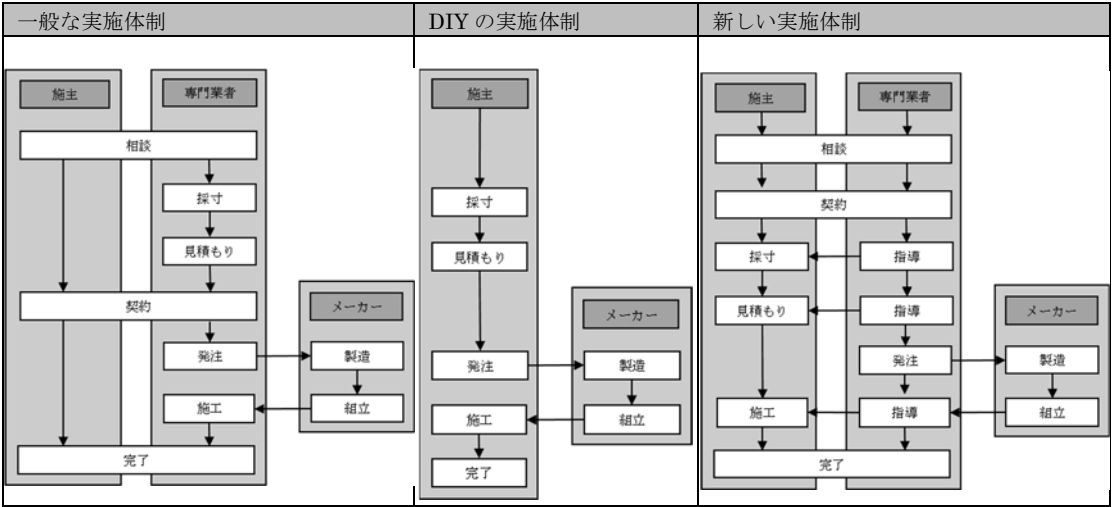 一般な実施体制
施主
専門業者
相談
採寸
見積もり
契約
メーカー
発注
製造
施工
組立
完了
DIY の実施体制
施主
採寸
見積もり
メーカー
発注
製造
施工
組立
完了
新しい実施体制
施主
専門業者
相談
契約
採寸
指導
見積もり
指導
メーカー
発注
製造
施工
指導
組立
完了